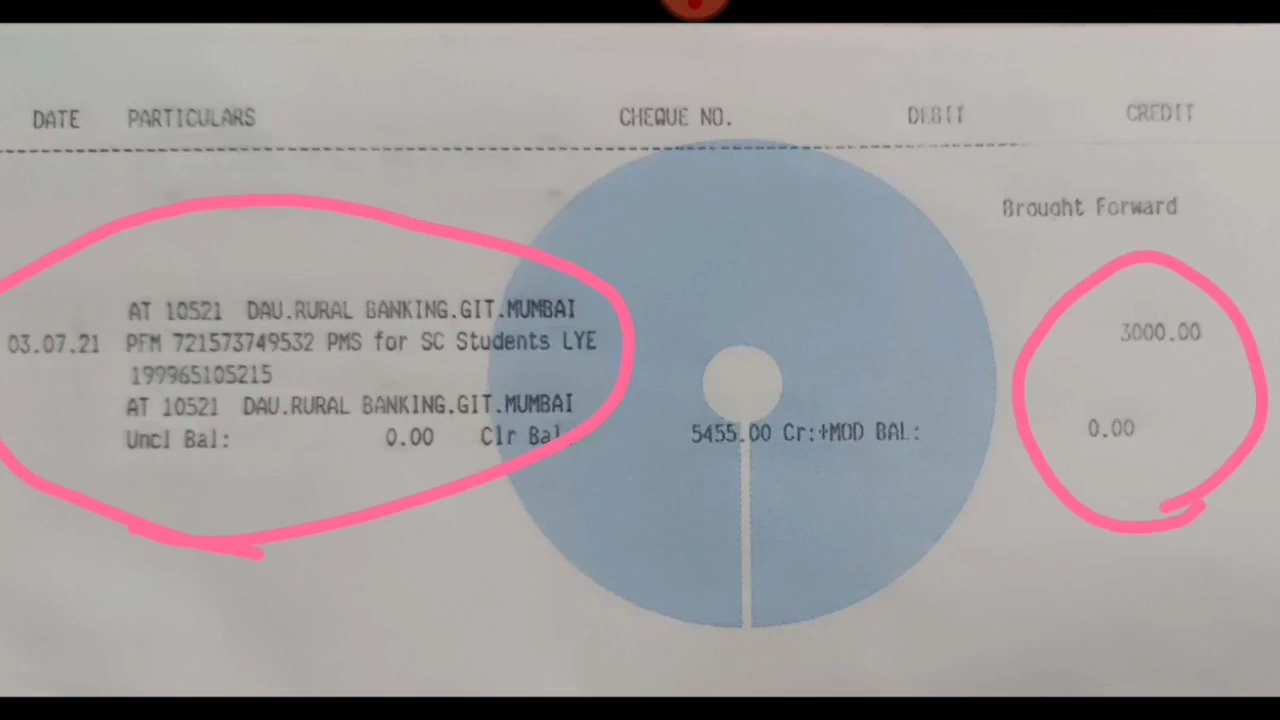 DATE PARTICULARS CHEQUE NO. DEBIT CREDIT
Brought Forward
AT 10521 DAU.RURAL BANKING.GIT.MUMBAI
03.07.21 PFM 721573749532 PMS for SC Students LYE 3000.00
199965105215
AT 10521 DAU.RURAL BANKING.GIT.MUMBAI
Uncl Bal: 0.00 Clr Bal 5455.00 Cr:+MOD BAL: 0.00